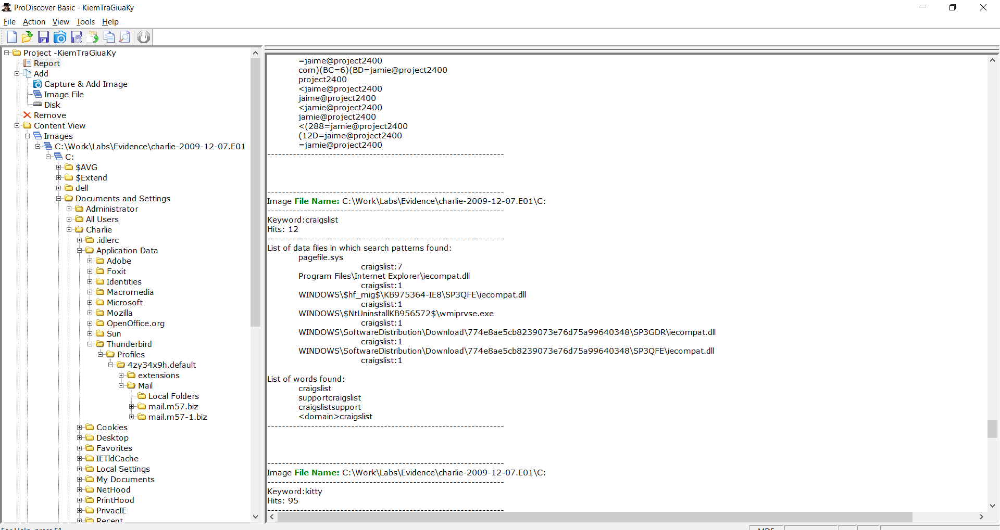 ProDiscover Basic - KiemTraGiuaKy
File Action View Tools Help
Project -KiemTraGiuaKy
Report
Add
Capture & Add Image
Image File
Disk
Remove
Content View
Images
C:\Work\Labs\Evidence\charlie-2009-12-07.E01
C:
$AVG
$Extend
dell
Documents and Settings
Administrator
All Users
Charlie
.idlerc
Application Data
Adobe
Foxit
Identities
Macromedia
Microsoft
Mozilla
OpenOffice.org
Sun
Thunderbird
Profiles
4zy34x9h.default
extensions
Mail
Local Folders
mail.m57.biz
mail.m57-1.biz
Cookies
Desktop
Favorites
IETldCache
Local Settings
My Documents
NetHood
PrintHood
PrivacIE
Recent
=jaime@project2400
com)(BC=6)(BD=jamie@project2400
project2400
<jaime@project2400
jaime@project2400
<jamie@project2400
jamie@project2400
<(288=jamie@project2400
(12D=jaime@project2400
=jamie@project2400
-----------------------------------------------------------------
-----------------------------------------------------------------
Image File Name: C:\Work\Labs\Evidence\charlie-2009-12-07.E01\C:
-----------------------------------------------------------------
Keyword:craigslist
Hits: 12
-----------------------------------------------------------------
List of data files in which search patterns found:
pagefile.sys
craigslist:7
Program Files\Internet Explorer\iecompat.dll
craigslist:1
WINDOWS\$hf_mig$\KB975364-IE8\SP3QFE\iecompat.dll
craigslist:1
WINDOWS\$NtUninstallKB956572$\wmiprvse.exe
craigslist:1
WINDOWS\SoftwareDistribution\Download\774e8ae5cb8239073e76d75a99640348\SP3GDR\iecompat.dll
craigslist:1
WINDOWS\SoftwareDistribution\Download\774e8ae5cb8239073e76d75a99640348\SP3QFE\iecompat.dll
craigslist:1
List of words found:
craigslist
supportcraigslist
craigslistsupport
<domain>craigslist
-----------------------------------------------------------------
-----------------------------------------------------------------
Image File Name: C:\Work\Labs\Evidence\charlie-2009-12-07.E01\C:
-----------------------------------------------------------------
Keyword:kitty
Hits: 95
-----------------------------------------------------------------
For Help, press F1
MD5